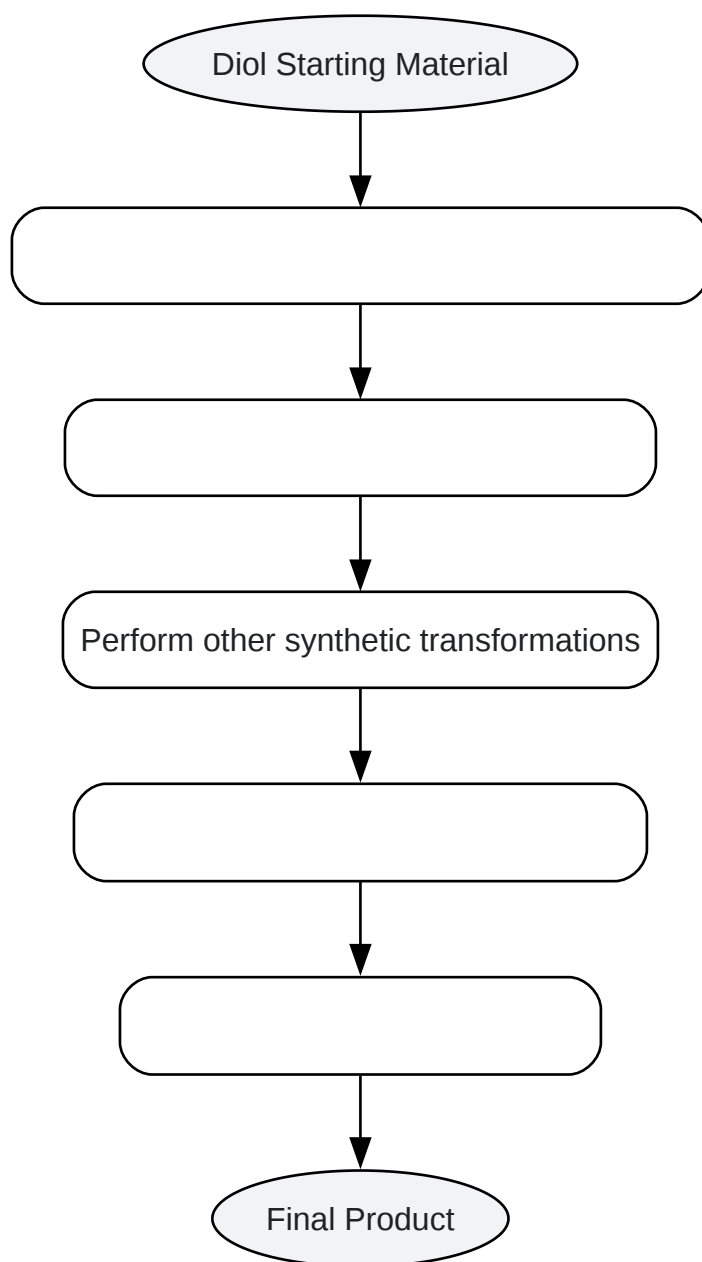 Diol Starting Material
Perform other synthetic transformations
Final Product